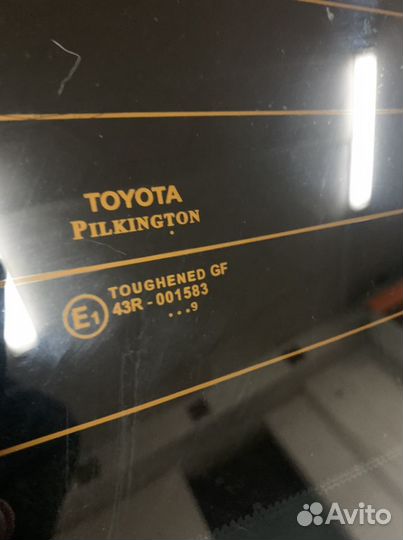 TOYOTA
PILKINGTON
TOUGHENED GF
E1 43R-001583
...9
Avito